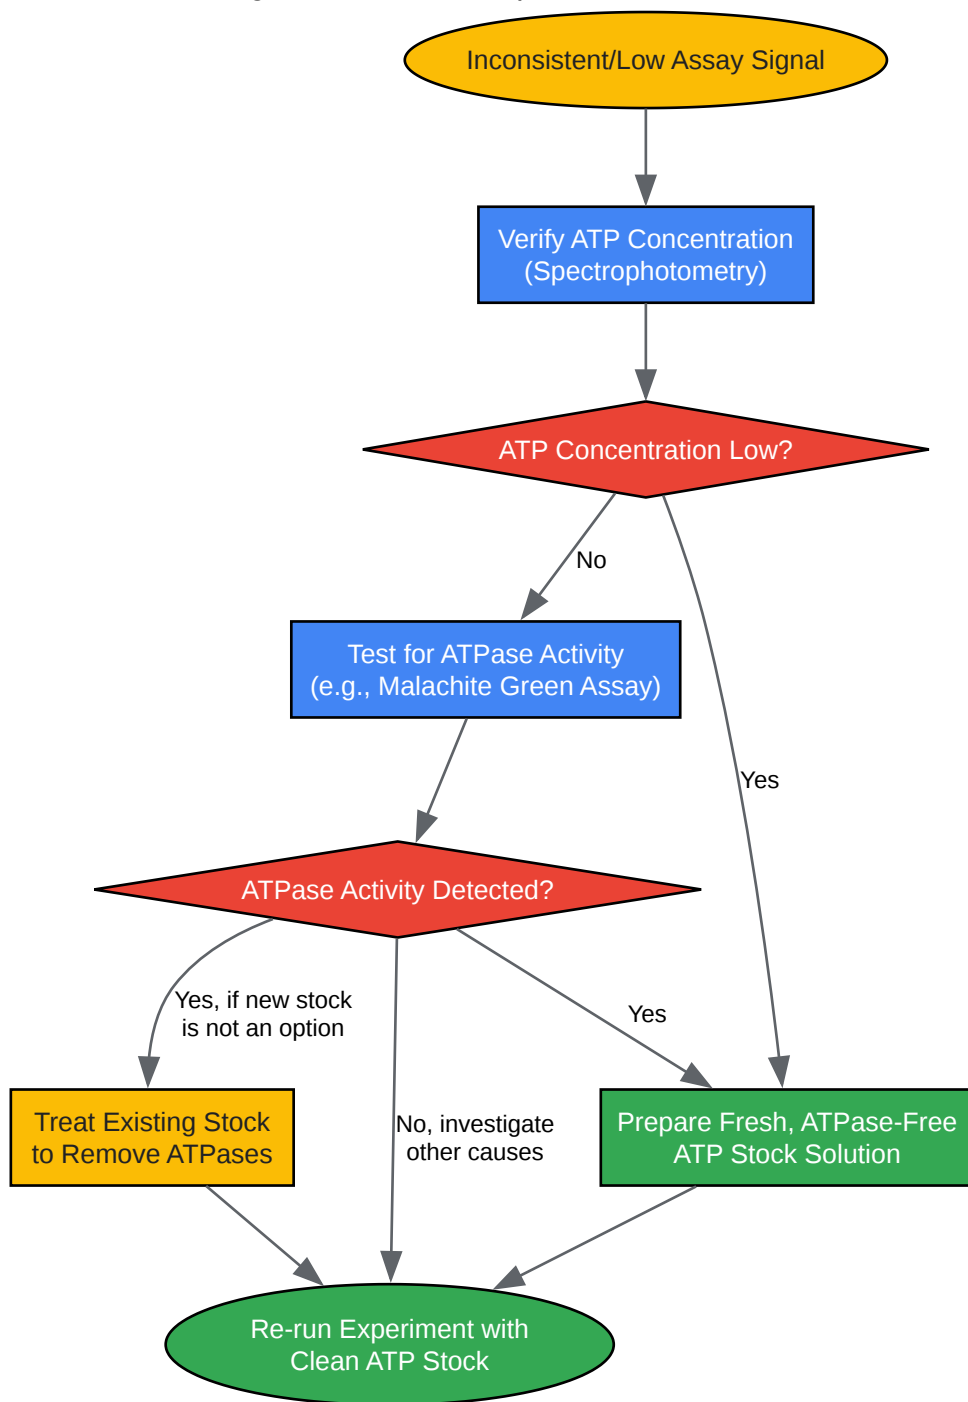 Inconsistent/Low Assay Signal
Verify ATP Concentration
(Spectrophotometry)
ATP Concentration Low?
No
Test for ATPase Activity
(e.g., Malachite Green Assay)
Yes
ATPase Activity Detected?
Yes, if new stock
is not an option
Yes
No, investigate
other causes
Treat Existing Stock
to Remove ATPases
Prepare Fresh, ATPase-Free
ATP Stock Solution
Re-run Experiment with
Clean ATP Stock